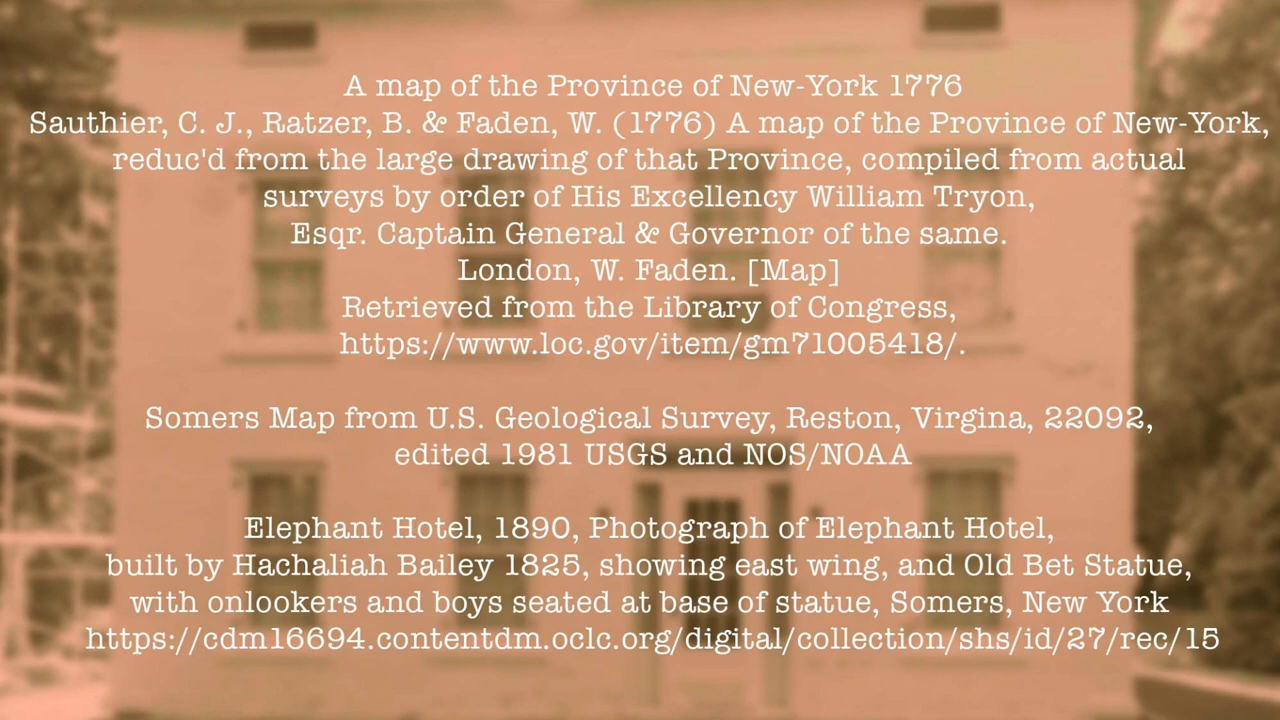 A map of the Province of New-York 1776
Sauthier, C. J., Ratzer, B. & Faden, W. (1776) A map of the Province of New-York,
reduc'd from the large drawing of that Province, compiled from actual
surveys by order of His Excellency William Tryon,
Esqr. Captain General & Governor of the same.
London, W. Faden. [Map]
Retrieved from the Library of Congress,
https://www.loc.gov/item/gm71005418/.
Somers Map from U.S. Geological Survey, Reston, Virgina, 22092,
edited 1981 USGS and NOS/NOAA
Elephant Hotel, 1890, Photograph of Elephant Hotel,
built by Hachaliah Bailey 1825, showing east wing, and Old Bet Statue,
with onlookers and boys seated at base of statue, Somers, New York
https://cdm16694.contentdm.oclc.org/digital/collection/shs/id/27/rec/15